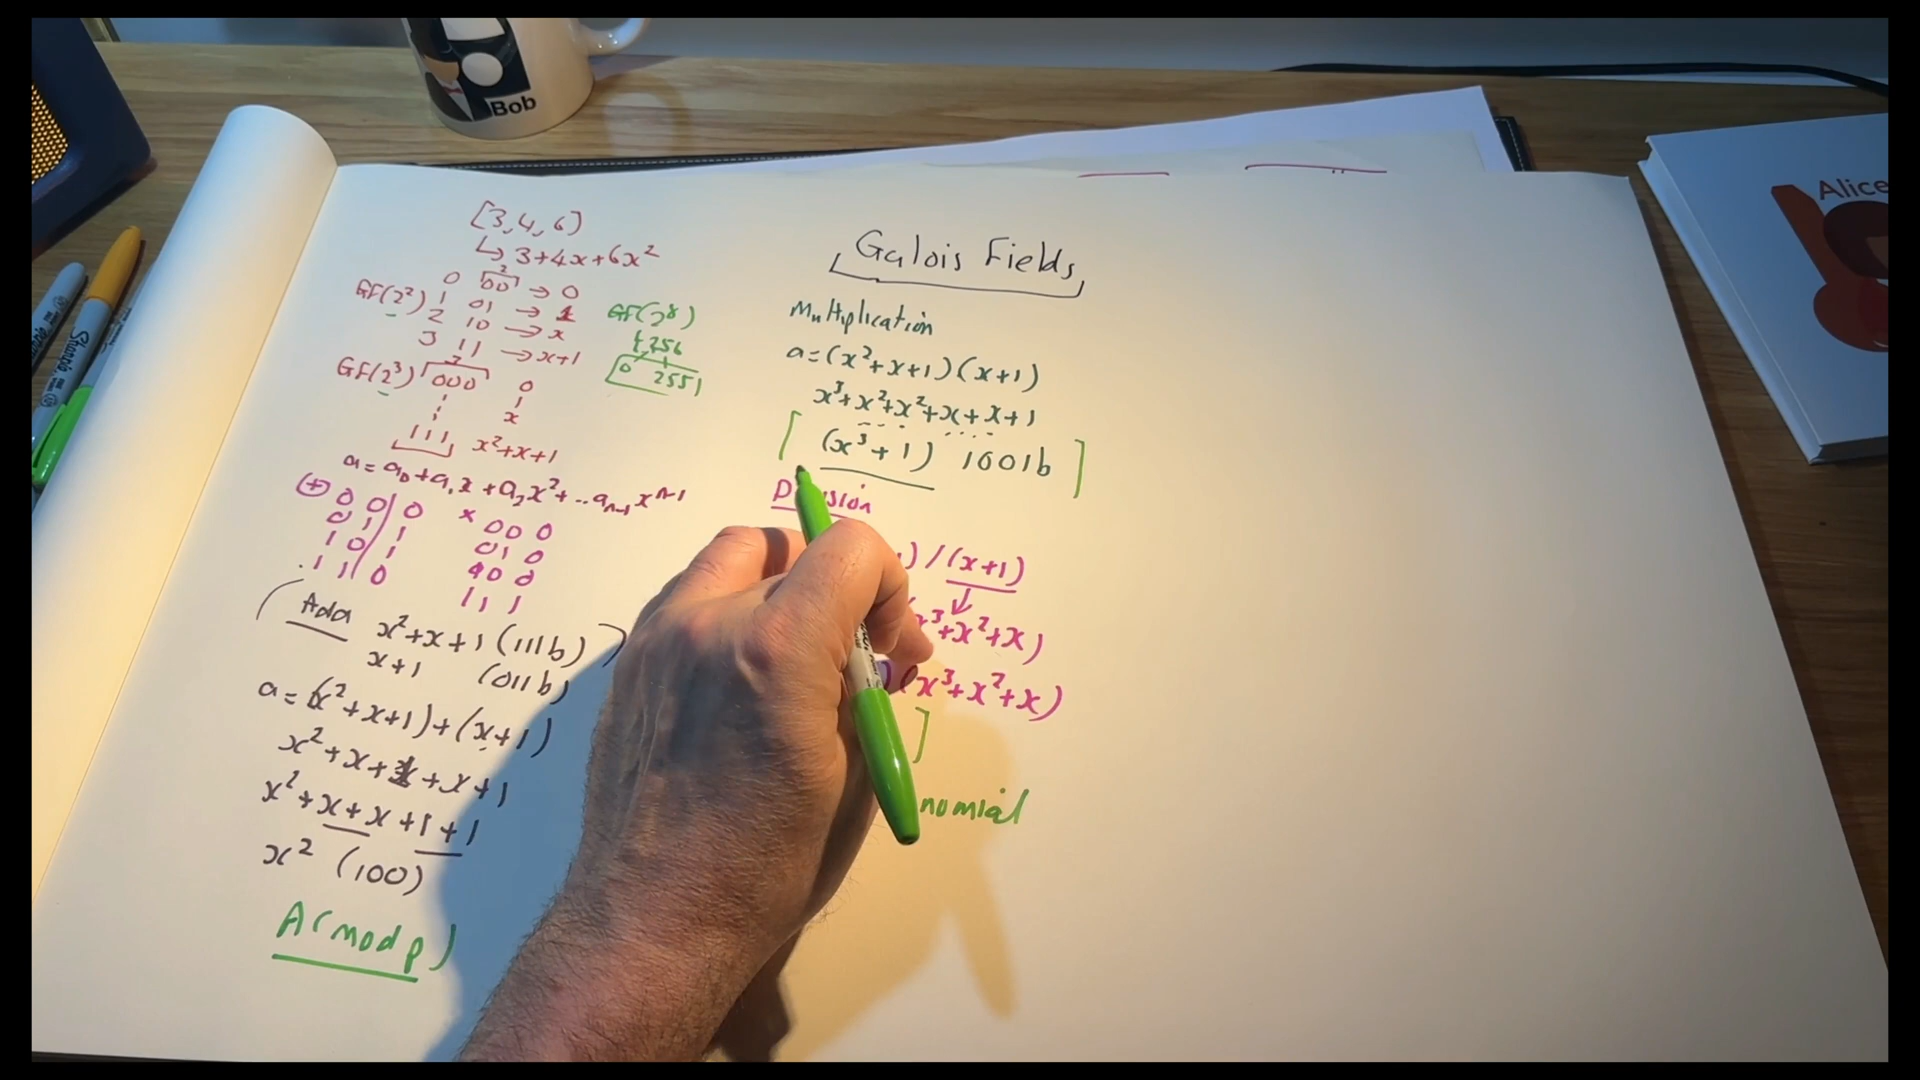 Bob
Alice
Sharpie
[3,4,6]
↳ 3+4x+6x²
GF(2²)
0 00 → 0
1 01 → 1
2 10 → x
3 11 → x+1
GF(2⁸)
256
0 255
GF(2³)
000 0
1
x
111 x²+x+1
a=a₀+a₁x+a₂x²+...aₙ₋₁xⁿ⁻¹
(+)
0 0 0
0 1 1
1 0 1
1 1 0
x
0 0 0
0 1 0
1 0 0
1 1 1
Add x²+x+1 (111b)
x+1 (011b)
a=(x²+x+1)+(x+1)
x²+x+1+x+1
x²+x+x+1+1
x² (100)
A(mod p)
Galois Fields
Multiplication
a=(x²+x+1)(x+1)
x³+x²+x²+x+x+1
[(x³+1) 1001b]
) / (x+1)
x³+x²+x)
(x³+x²+x)
]
nomial